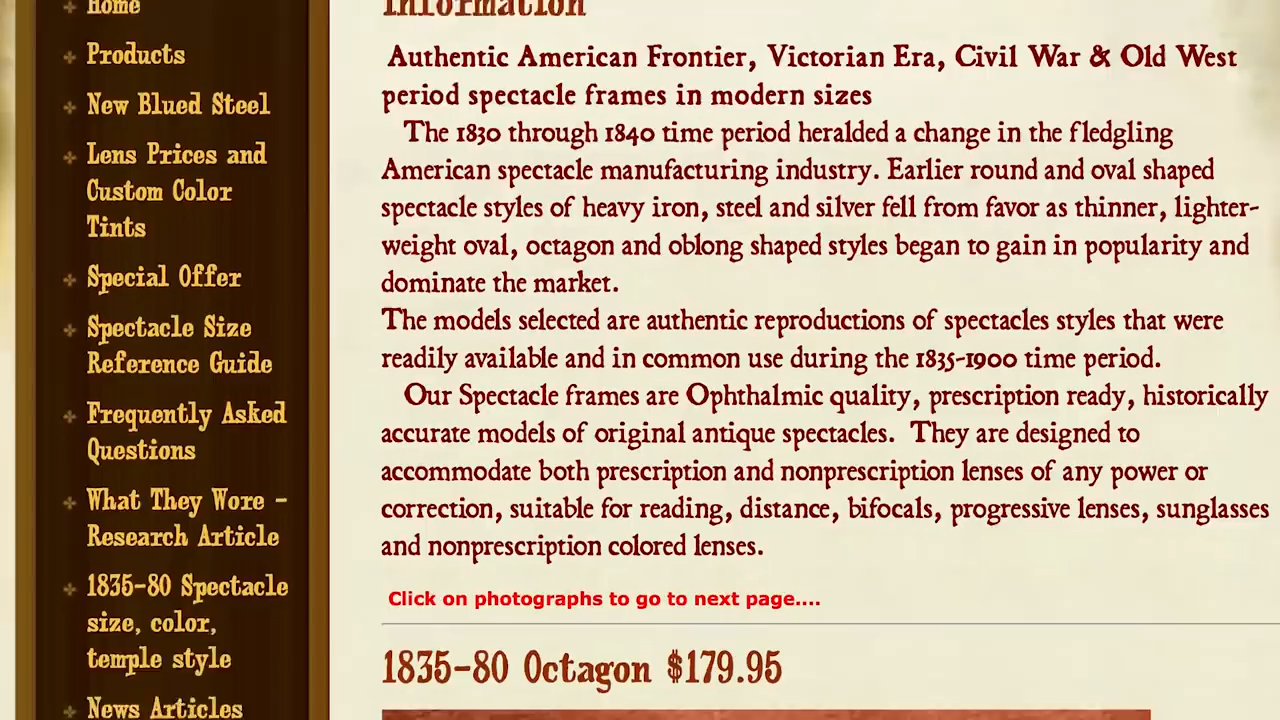 Home
Products
New Blued Steel
Lens Prices and
Custom Color
Tints
Special Offer
Spectacle Size
Reference Guide
Frequently Asked
Questions
What They Wore -
Research Article
1835-80 Spectacle
size, color,
temple style
News Articles
Information
Authentic American Frontier, Victorian Era, Civil War & Old West
period spectacle frames in modern sizes
The 1830 through 1840 time period heralded a change in the fledgling
American spectacle manufacturing industry. Earlier round and oval shaped
spectacle styles of heavy iron, steel and silver fell from favor as thinner, lighter-
weight oval, octagon and oblong shaped styles began to gain in popularity and
dominate the market.
The models selected are authentic reproductions of spectacles styles that were
readily available and in common use during the 1835-1900 time period.
Our Spectacle frames are Ophthalmic quality, prescription ready, historically
accurate models of original antique spectacles. They are designed to
accommodate both prescription and nonprescription lenses of any power or
correction, suitable for reading, distance, bifocals, progressive lenses, sunglasses
and nonprescription colored lenses.
Click on photographs to go to next page....
1835-80 Octagon $179.95